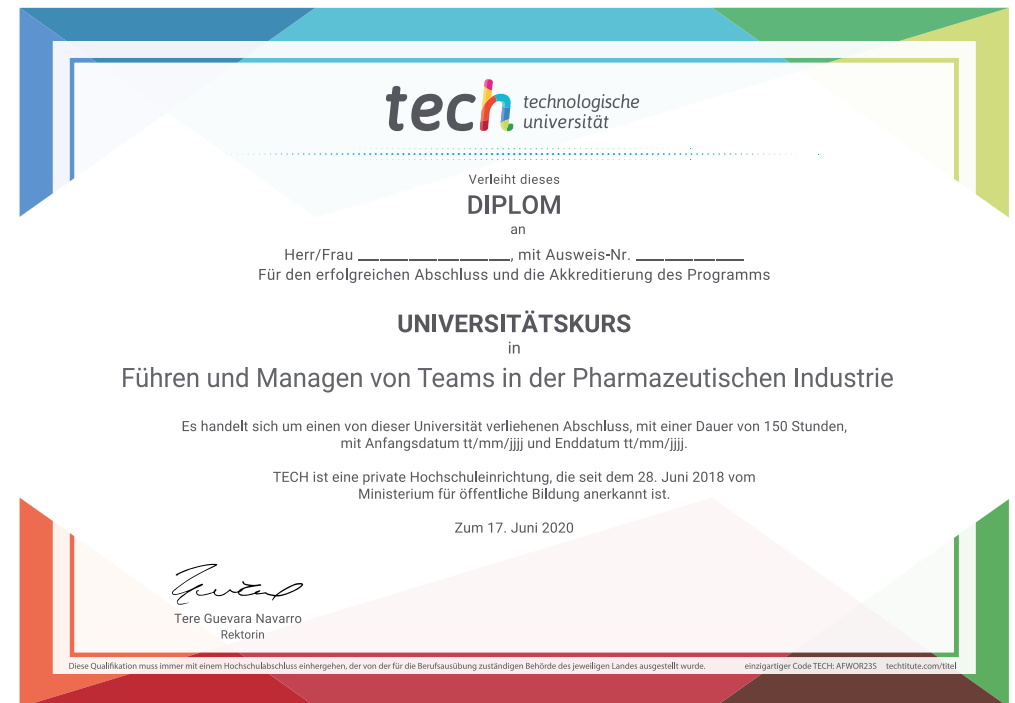 tech technologische
universität
Verleiht dieses
DIPLOM
an
Herr/Frau ________________, mit Ausweis-Nr. ____________
Für den erfolgreichen Abschluss und die Akkreditierung des Programms
UNIVERSITÄTSKURS
in
Führen und Managen von Teams in der Pharmazeutischen Industrie
Es handelt sich um einen von dieser Universität verliehenen Abschluss, mit einer Dauer von 150 Stunden,
mit Anfangsdatum tt/mm/jjjj und Enddatum tt/mm/jjjj.
TECH ist eine private Hochschuleinrichtung, die seit dem 28. Juni 2018 vom
Ministerium für öffentliche Bildung anerkannt ist.
Zum 17. Juni 2020
Tere Guevara Navarro
Rektorin
Diese Qualifikation muss immer mit einem Hochschulabschluss einhergehen, der von der für die Berufsausübung zuständigen Behörde des jeweiligen Landes ausgestellt wurde. einzigartiger Code TECH: AFWOR23S techtitute.com/titel